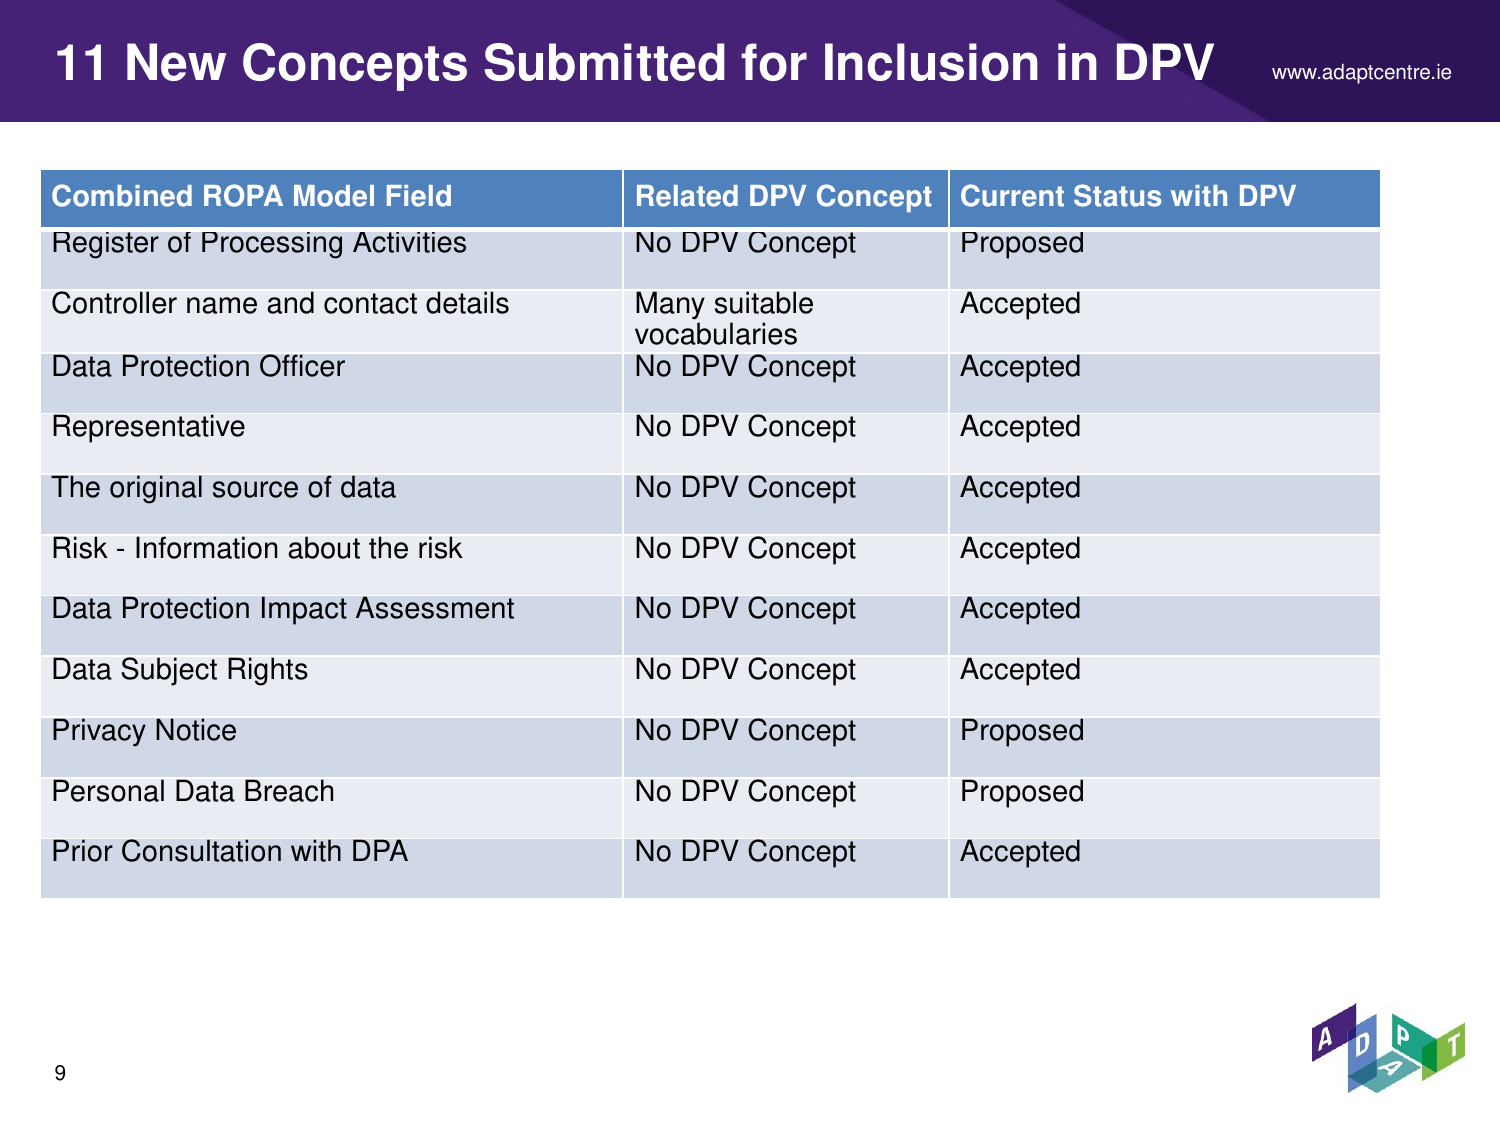 11 New Concepts Submitted for Inclusion in DPV
www.adaptcentre.ie
Combined ROPA Model Field Related DPV Concept Current Status with DPV
Register of Processing Activities No DPV Concept Proposed
Controller name and contact details Many suitable vocabularies Accepted
Data Protection Officer No DPV Concept Accepted
Representative No DPV Concept Accepted
The original source of data No DPV Concept Accepted
Risk - Information about the risk No DPV Concept Accepted
Data Protection Impact Assessment No DPV Concept Accepted
Data Subject Rights No DPV Concept Accepted
Privacy Notice No DPV Concept Proposed
Personal Data Breach No DPV Concept Proposed
Prior Consultation with DPA No DPV Concept Accepted
9
ADAPT